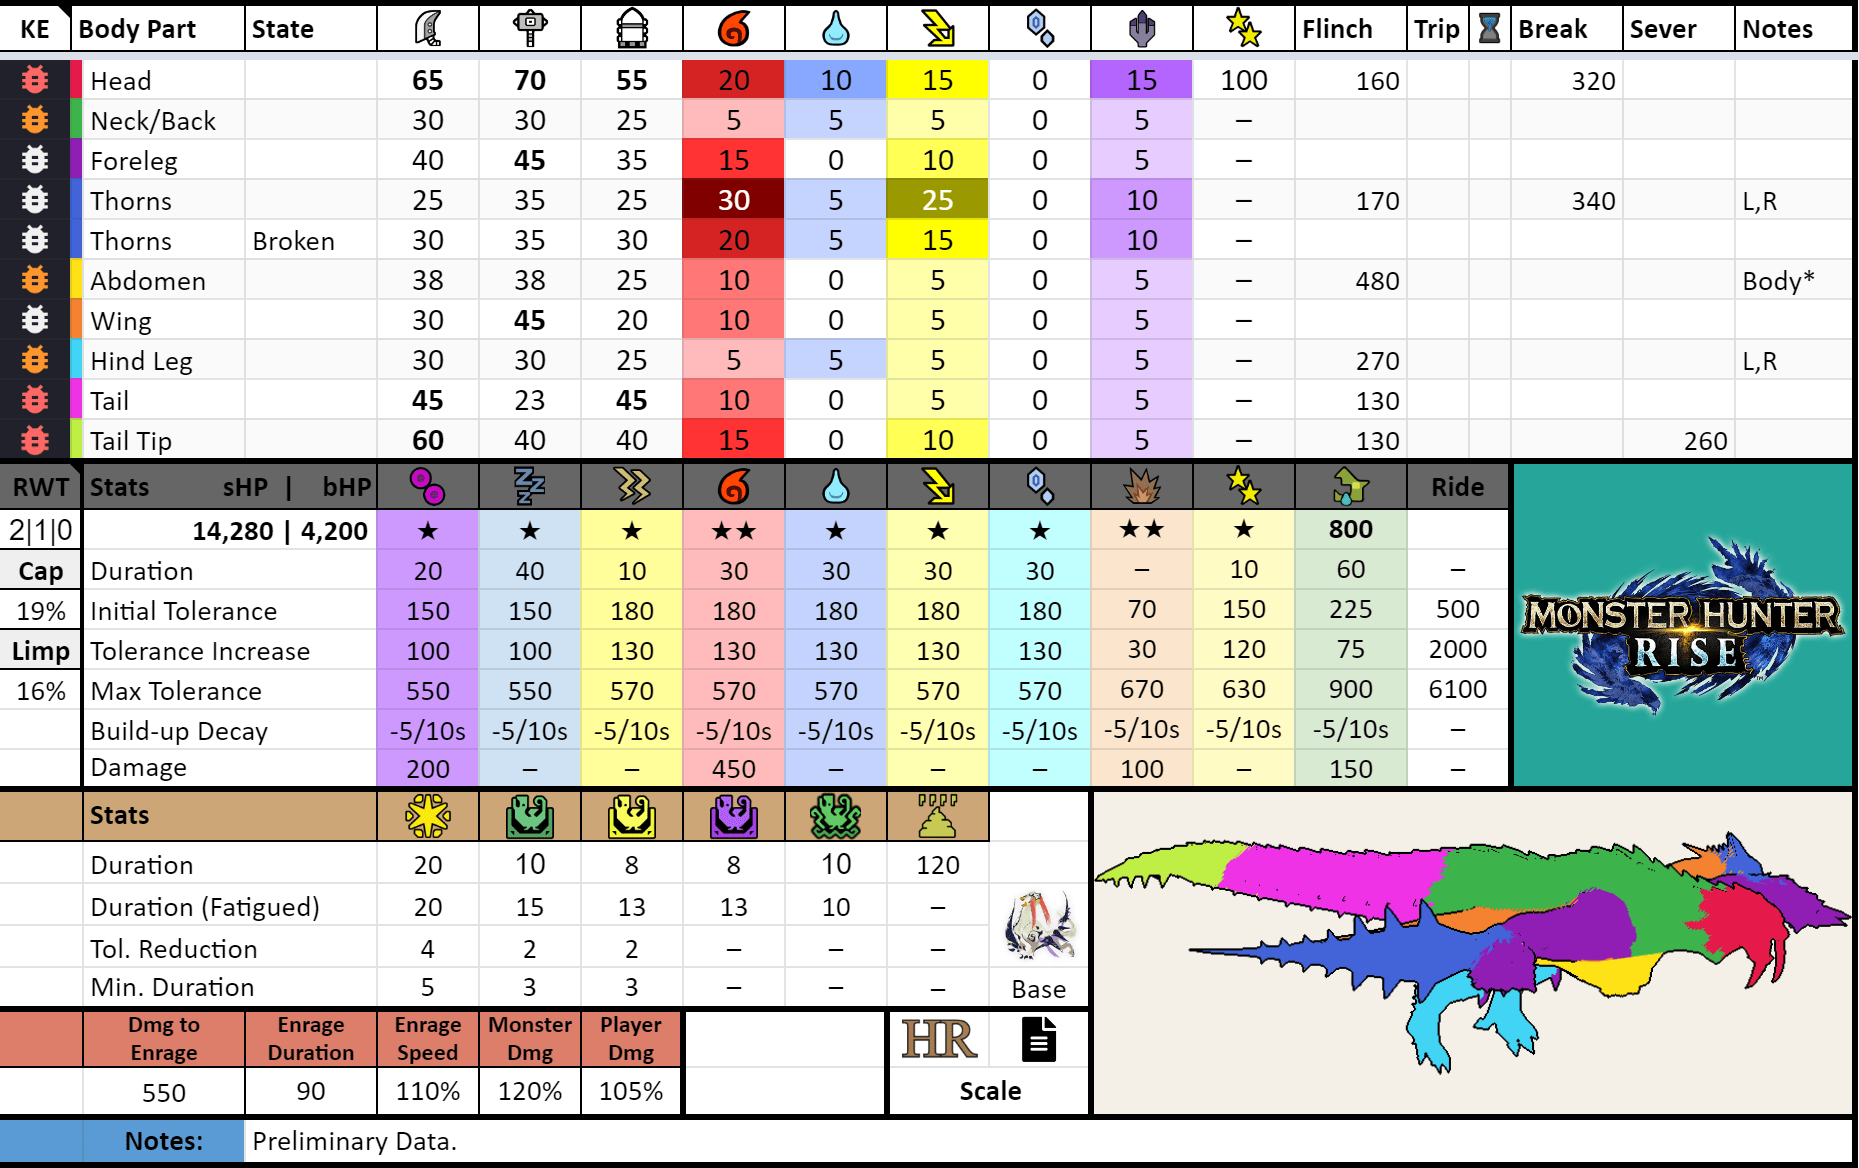 KE Body Part State Flinch Trip Break Sever Notes
Head 65 70 55 20 10 15 0 15 100 160 320
Neck/Back 30 30 25 5 5 5 0 5 –
Foreleg 40 45 35 15 0 10 0 5 –
Thorns 25 35 25 30 5 25 0 10 – 170 340 L,R
Thorns Broken 30 35 30 20 5 15 0 10 –
Abdomen 38 38 25 10 0 5 0 5 – 480 Body*
Wing 30 45 20 10 0 5 0 5 –
Hind Leg 30 30 25 5 5 5 0 5 – 270 L,R
Tail 45 23 45 10 0 5 0 5 – 130
Tail Tip 60 40 40 15 0 10 0 5 – 130 260
RWT Stats sHP | bHP Ride
2|1|0 14,280 | 4,200 ★ ★ ★ ★★ ★ ★ ★ ★★ ★ 800
Cap Duration 20 40 10 30 30 30 30 – 10 60 –
19% Initial Tolerance 150 150 180 180 180 180 180 70 150 225 500
Limp Tolerance Increase 100 100 130 130 130 130 130 30 120 75 2000
16% Max Tolerance 550 550 570 570 570 570 570 670 630 900 6100
Build-up Decay -5/10s -5/10s -5/10s -5/10s -5/10s -5/10s -5/10s -5/10s -5/10s -5/10s –
Damage 200 – – 450 – – – 100 – 150 –
MONSTER HUNTER
RISE
Stats
Duration 20 10 8 8 10 120
Duration (Fatigued) 20 15 13 13 10 –
Tol. Reduction 4 2 2 – – –
Min. Duration 5 3 3 – – – Base
Dmg to Enrage Enrage Monster Player
Enrage Duration Speed Dmg Dmg HR
550 90 110% 120% 105% Scale
Notes: Preliminary Data.